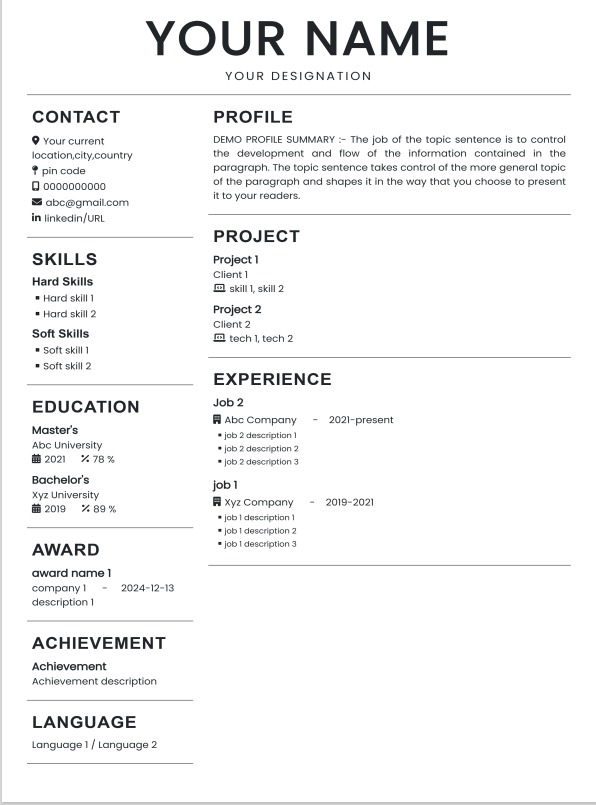 YOUR NAME
YOUR DESIGNATION
CONTACT
Your current
location,city,country
pin code
0000000000
abc@gmail.com
linkedin/URL
SKILLS
Hard Skills
Hard skill 1
Hard skill 2
Soft Skills
Soft skill 1
Soft skill 2
EDUCATION
Master's
Abc University
2021 78 %
Bachelor's
Xyz University
2019 89 %
AWARD
award name 1
company 1 - 2024-12-13
description 1
ACHIEVEMENT
Achievement
Achievement description
LANGUAGE
Language 1 / Language 2
PROFILE
DEMO PROFILE SUMMARY :- The job of the topic sentence is to control
the development and flow of the information contained in the
paragraph. The topic sentence takes control of the more general topic
of the paragraph and shapes it in the way that you choose to present
it to your readers.
PROJECT
Project 1
Client 1
skill 1, skill 2
Project 2
Client 2
tech 1, tech 2
EXPERIENCE
Job 2
Abc Company - 2021-present
job 2 description 1
job 2 description 2
job 2 description 3
job 1
Xyz Company - 2019-2021
job 1 description 1
job 1 description 2
job 1 description 3